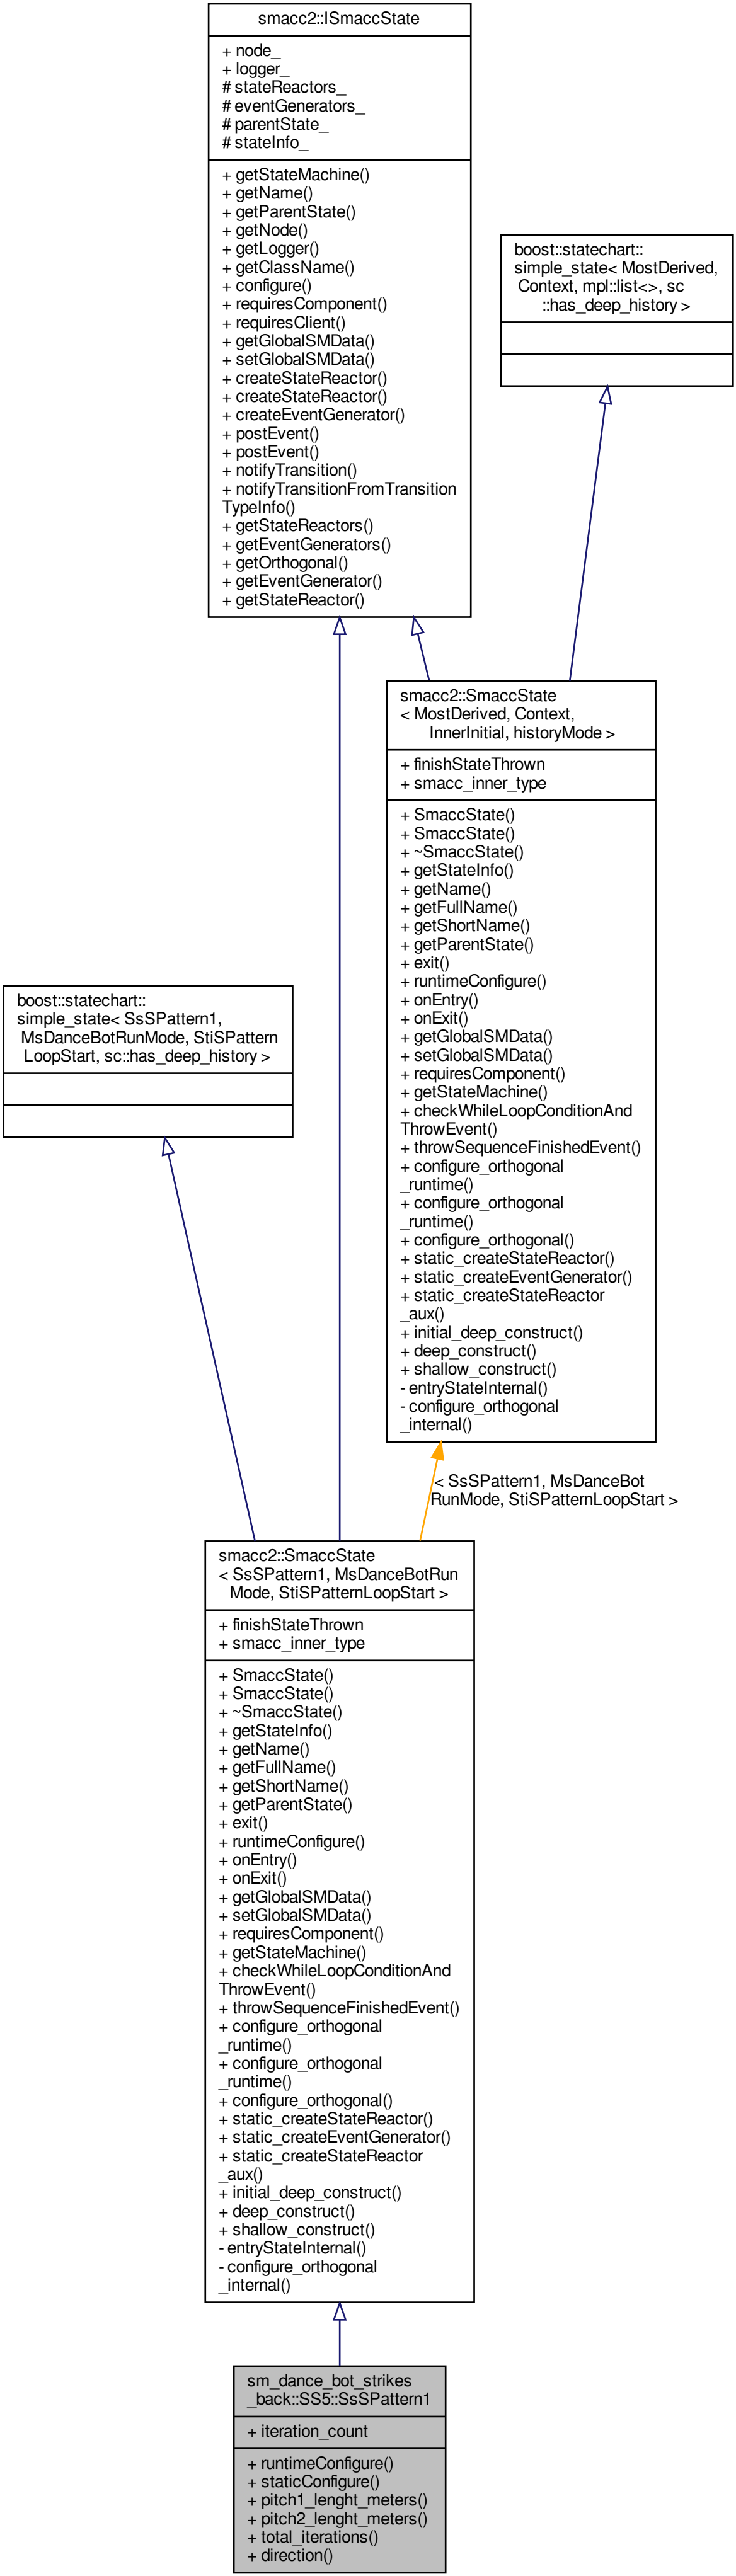 smacc2::ISmaccState
+ node_
+ logger_
# stateReactors_
# eventGenerators_
# parentState_
# stateInfo_
+ getStateMachine()
+ getName()
+ getParentState()
+ getNode()
+ getLogger()
+ getClassName()
+ configure()
+ requiresComponent()
+ requiresClient()
+ getGlobalSMData()
+ setGlobalSMData()
+ createStateReactor()
+ createStateReactor()
+ createEventGenerator()
+ postEvent()
+ postEvent()
+ notifyTransition()
+ notifyTransitionFromTransition
TypeInfo()
+ getStateReactors()
+ getEventGenerators()
+ getOrthogonal()
+ getEventGenerator()
+ getStateReactor()
boost::statechart::
simple_state< MostDerived,
Context, mpl::list<>, sc
::has_deep_history >
smacc2::SmaccState
< MostDerived, Context,
InnerInitial, historyMode >
+ finishStateThrown
+ smacc_inner_type
+ SmaccState()
+ SmaccState()
+ ~SmaccState()
+ getStateInfo()
+ getName()
+ getFullName()
+ getShortName()
+ getParentState()
+ exit()
+ runtimeConfigure()
+ onEntry()
+ onExit()
+ getGlobalSMData()
+ setGlobalSMData()
+ requiresComponent()
+ getStateMachine()
+ checkWhileLoopConditionAnd
ThrowEvent()
+ throwSequenceFinishedEvent()
+ configure_orthogonal
_runtime()
+ configure_orthogonal
_runtime()
+ configure_orthogonal()
+ static_createStateReactor()
+ static_createEventGenerator()
+ static_createStateReactor
_aux()
+ initial_deep_construct()
+ deep_construct()
+ shallow_construct()
- entryStateInternal()
- configure_orthogonal
_internal()
boost::statechart::
simple_state< SsSPattern1,
MsDanceBotRunMode, StiSPattern
LoopStart, sc::has_deep_history >
< SsSPattern1, MsDanceBot
RunMode, StiSPatternLoopStart >
smacc2::SmaccState
< SsSPattern1, MsDanceBotRun
Mode, StiSPatternLoopStart >
+ finishStateThrown
+ smacc_inner_type
+ SmaccState()
+ SmaccState()
+ ~SmaccState()
+ getStateInfo()
+ getName()
+ getFullName()
+ getShortName()
+ getParentState()
+ exit()
+ runtimeConfigure()
+ onEntry()
+ onExit()
+ getGlobalSMData()
+ setGlobalSMData()
+ requiresComponent()
+ getStateMachine()
+ checkWhileLoopConditionAnd
ThrowEvent()
+ throwSequenceFinishedEvent()
+ configure_orthogonal
_runtime()
+ configure_orthogonal
_runtime()
+ configure_orthogonal()
+ static_createStateReactor()
+ static_createEventGenerator()
+ static_createStateReactor
_aux()
+ initial_deep_construct()
+ deep_construct()
+ shallow_construct()
- entryStateInternal()
- configure_orthogonal
_internal()
sm_dance_bot_strikes
_back::SS5::SsSPattern1
+ iteration_count
+ runtimeConfigure()
+ staticConfigure()
+ pitch1_lenght_meters()
+ pitch2_lenght_meters()
+ total_iterations()
+ direction()